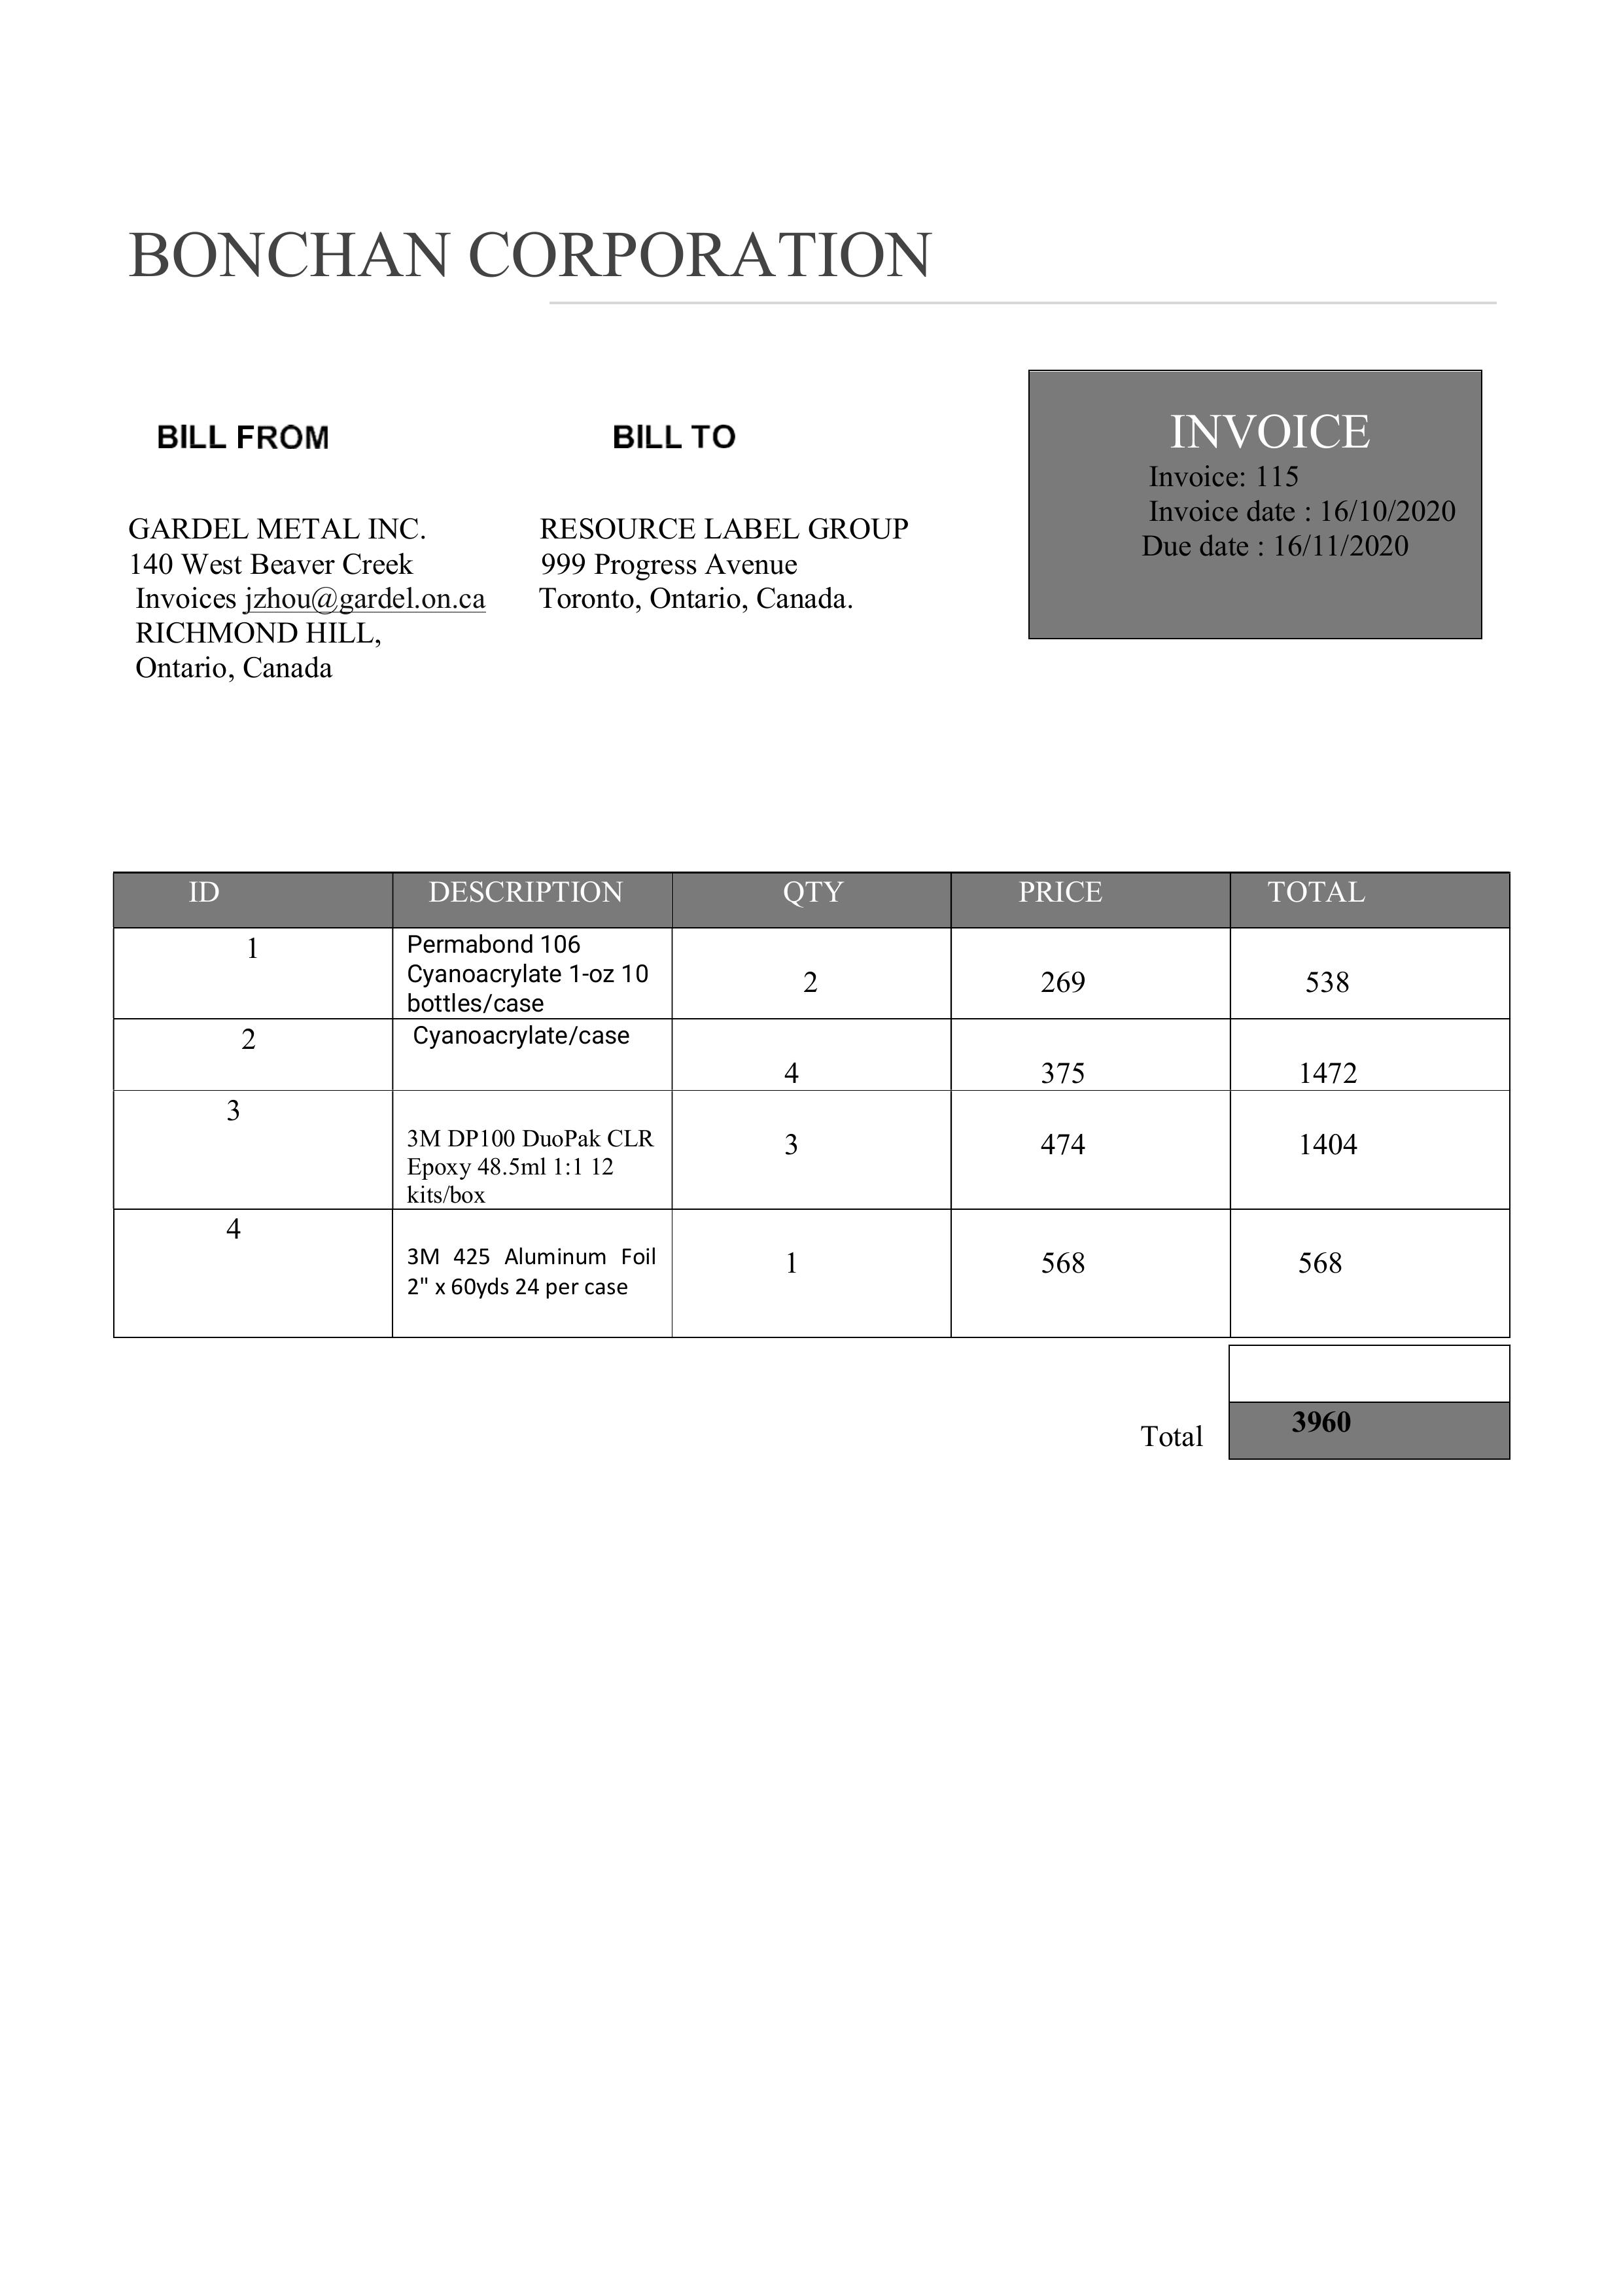 BONCHAN CORPORATION
BILL FROM
GARDEL METAL INC.
140 West Beaver Creek
Invoices jzhou@gardel.on.ca
RICHMOND HILL,
Ontario, Canada
BILL TO
RESOURCE LABEL GROUP
999 Progress Avenue
Toronto, Ontario, Canada.
INVOICE
Invoice: 115
Invoice date : 16/10/2020
Due date : 16/11/2020
ID DESCRIPTION QTY PRICE TOTAL
1 Permabond 106
Cyanoacrylate 1-oz 10
bottles/case 2 269 538
2 Cyanoacrylate/case 4 375 1472
3 3M DP100 DuoPak CLR
Epoxy 48.5ml 1:1 12
kits/box 3 474 1404
4 3M 425 Aluminum Foil
2" x 60yds 24 per case 1 568 568
Total 3960